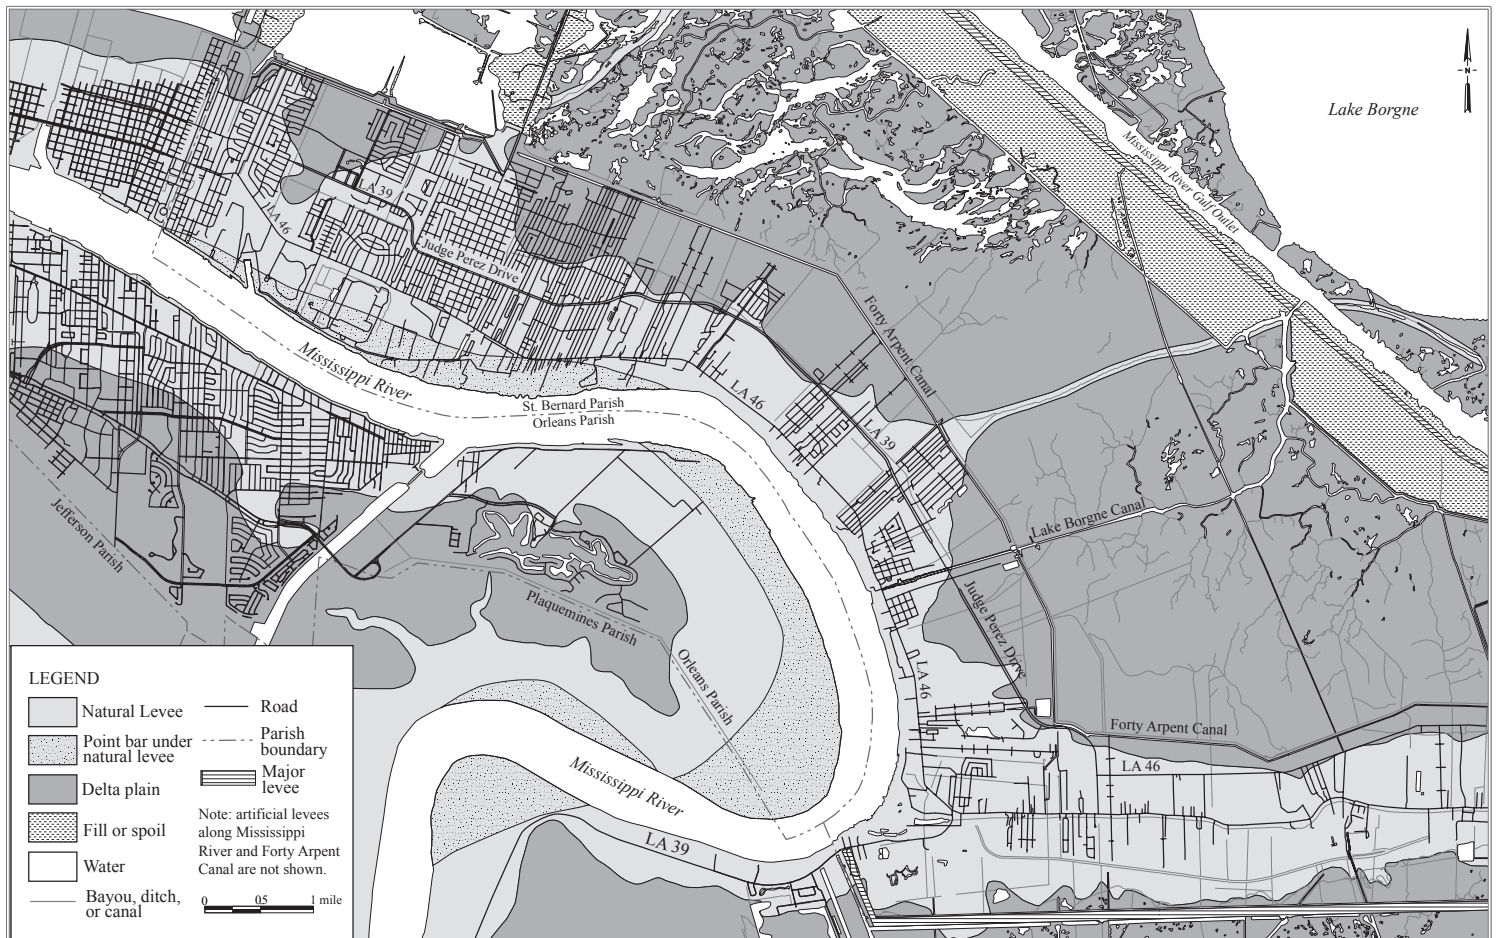 N
Lake Borgne
Mississippi River Gulf Outlet
LA 39
LA 46
Judge Perez Drive
Forty Arpent Canal
Mississippi River
LA 46
St. Bernard Parish
Orleans Parish
LA 39
Jefferson Parish
Lake Borgne Canal
Plaquemines Parish
Judge Perez Drive
Orleans Parish
LA 46
Forty Arpent Canal
LA 46
Mississippi River
LA 39
LEGEND
Natural Levee
Point bar under
natural levee
Delta plain
Fill or spoil
Water
Bayou, ditch,
or canal
Road
Parish
boundary
Major
levee
Note: artificial levees
along Mississippi
River and Forty Arpent
Canal are not shown.
0 0.5 1 mile